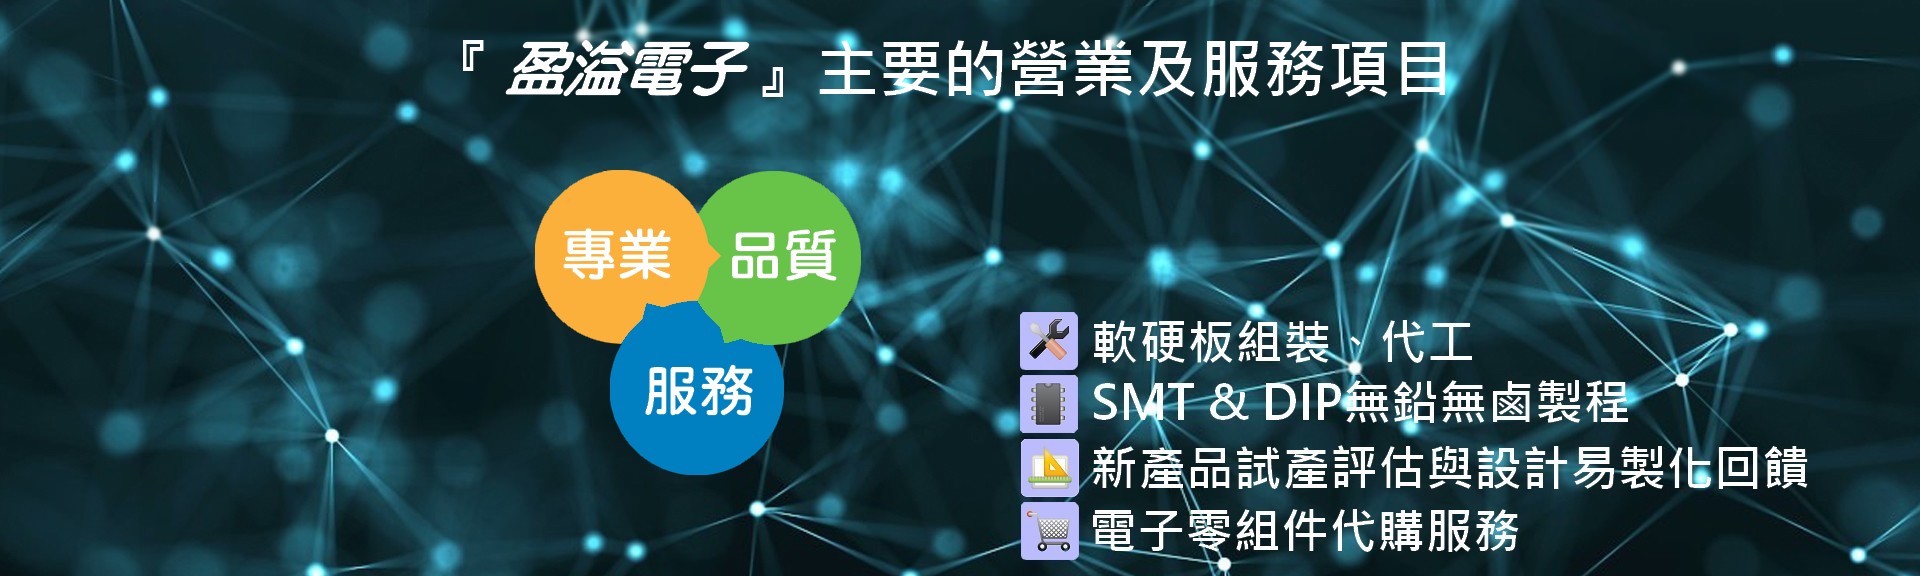 『盈溢電子』主要的營業及服務項目
專業
品質
服務
軟硬板組裝、代工
SMT & DIP無鉛無鹵製程
新產品試產評估與設計易製化回饋
電子零組件代購服務